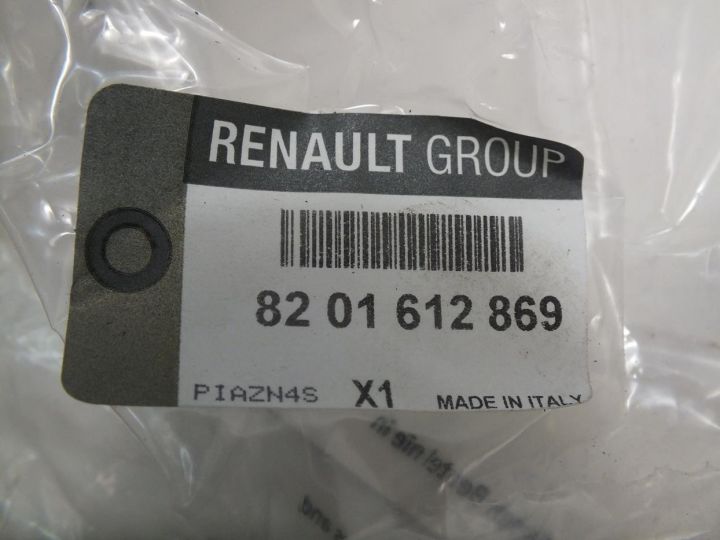 RENAULT GROUP
82 01 612 869
PIAZN4S X1 MADE IN ITALY